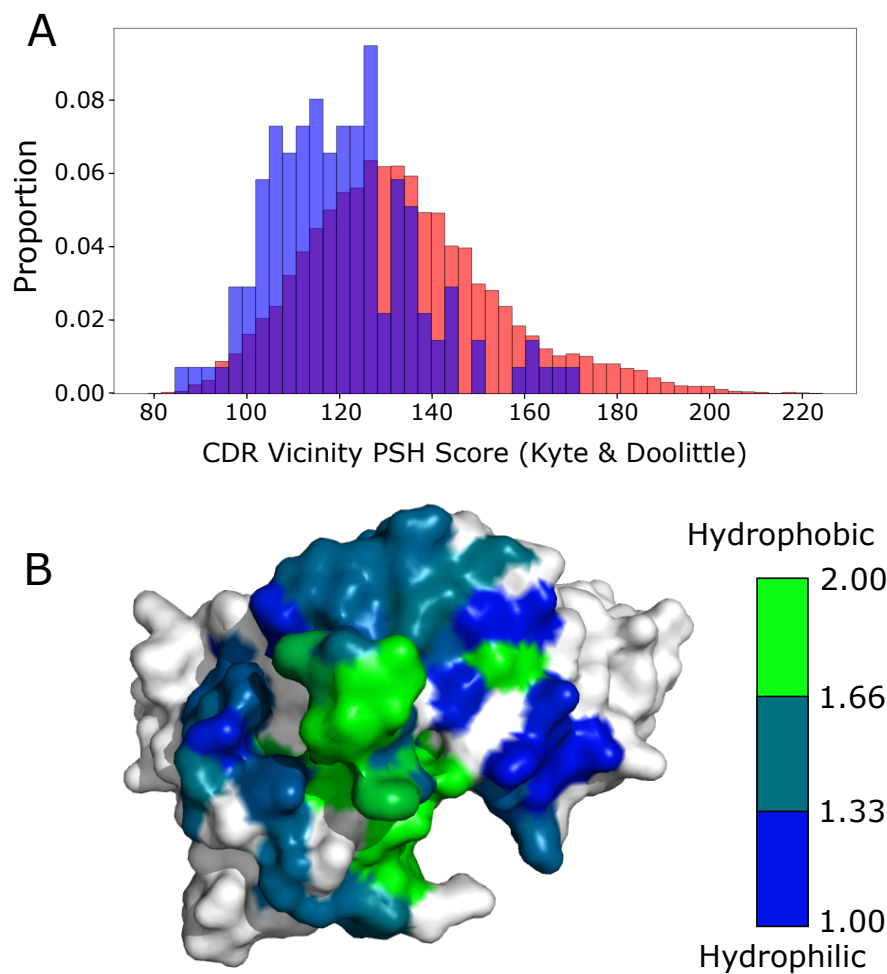 A
Proportion
0.08
0.06
0.04
0.02
0.00
80 100 120 140 160 180 200 220
CDR Vicinity PSH Score (Kyte & Doolittle)
B
Hydrophobic
2.00
1.66
1.33
1.00
Hydrophilic